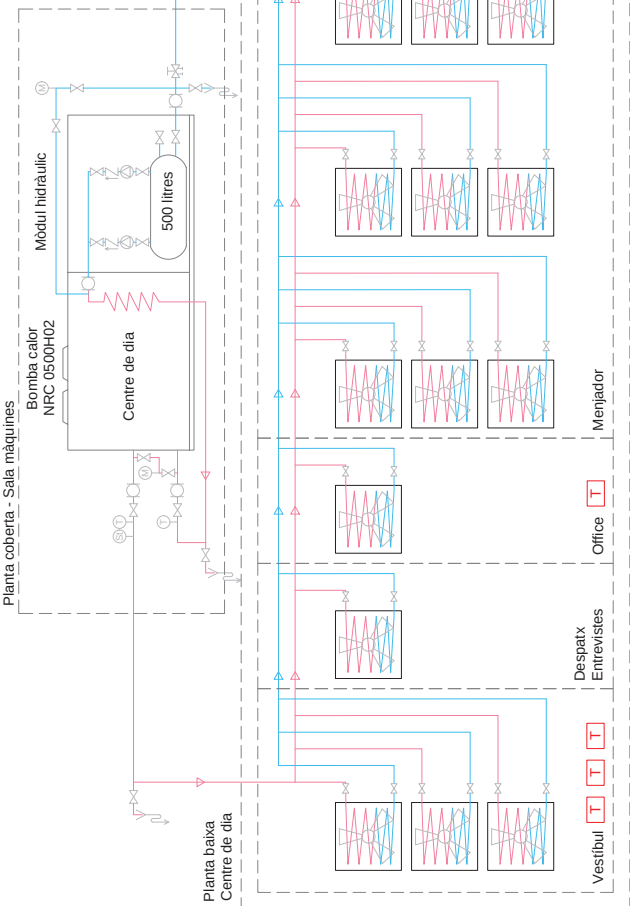 Planta coberta - Sala màquines
Bomba calor
NRC 0500H02
Mòdul hidràulic
500 litres
Centre de dia
M
M
St
T
T
Planta baixa
Centre de dia
Menjador
Office
T
Despatx
Entrevistes
Vestíbul
T
T
T